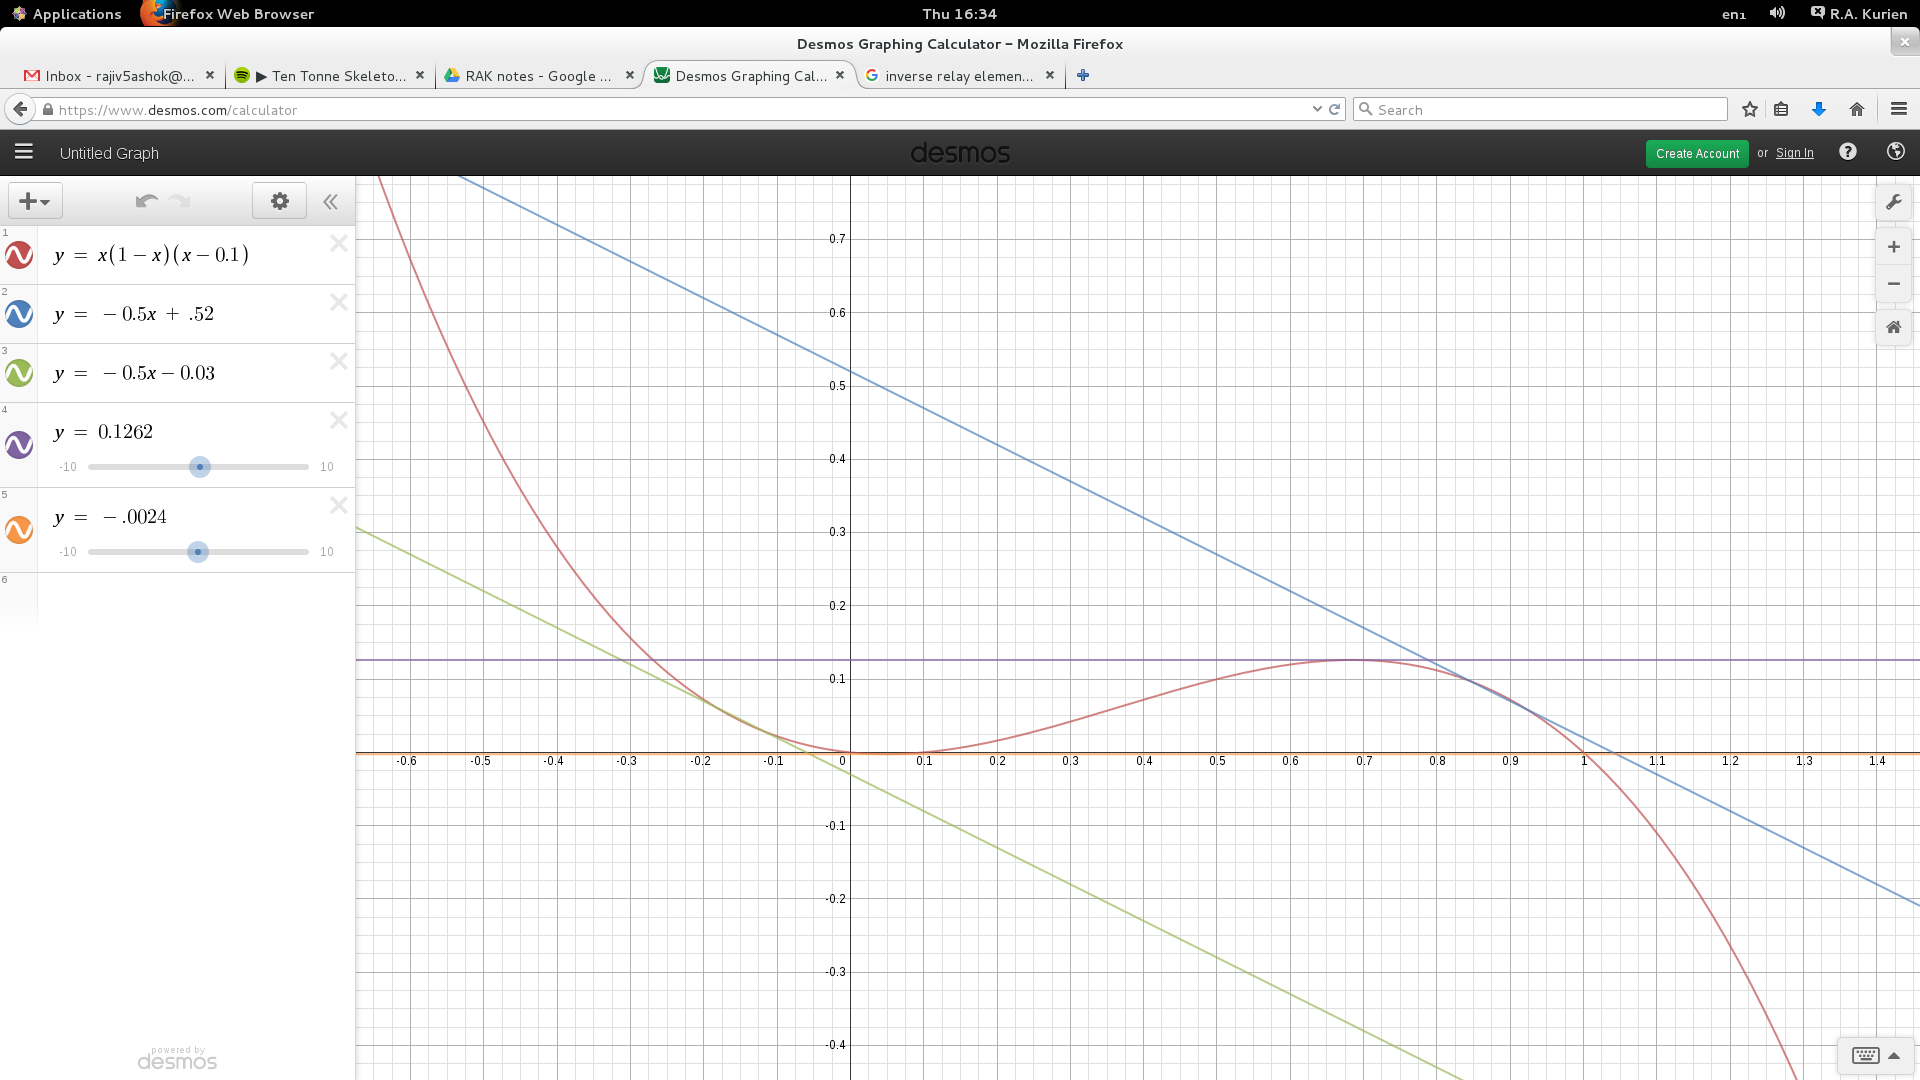 Applications Firefox Web Browser Thu 16:34 en₁ R.A. Kurien
Desmos Graphing Calculator – Mozilla Firefox
Inbox - rajiv5ashok@... ▶ Ten Tonne Skeleto... RAK notes - Google ... Desmos Graphing Cal... inverse relay elemen...
https://www.desmos.com/calculator Search
Untitled Graph desmos Create Account or Sign In
1
y = x(1 − x)(x − 0.1)
2
y = − 0.5x + .52
3
y = − 0.5x − 0.03
4
y = 0.1262
-10 10
5
y = − .0024
-10 10
6
powered by
desmos
0.7
0.6
0.5
0.4
0.3
0.2
0.1
-0.6 -0.5 -0.4 -0.3 -0.2 -0.1 0 0.1 0.2 0.3 0.4 0.5 0.6 0.7 0.8 0.9 1 1.1 1.2 1.3 1.4
-0.1
-0.2
-0.3
-0.4